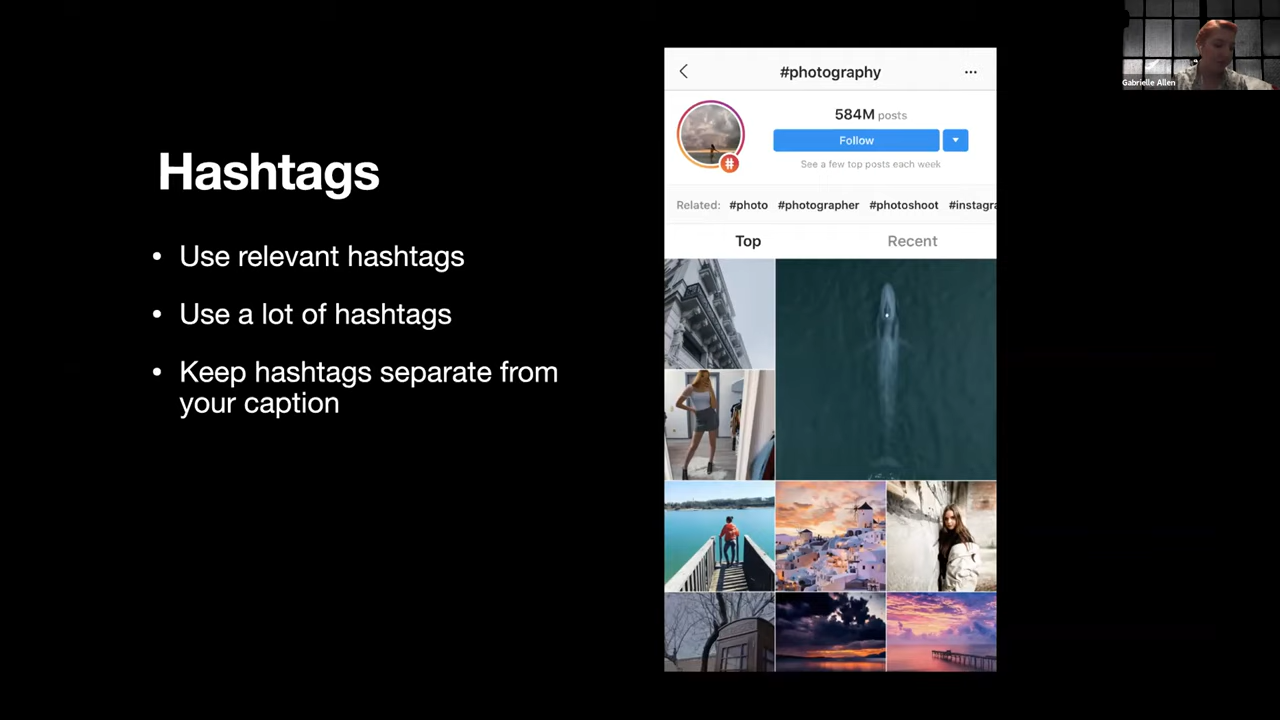 Hashtags
• Use relevant hashtags
• Use a lot of hashtags
• Keep hashtags separate from
your caption
#photography
584M posts
Follow
See a few top posts each week
#
Related: #photo #photographer #photoshoot #instagra
Top Recent
Gabrielle Allen